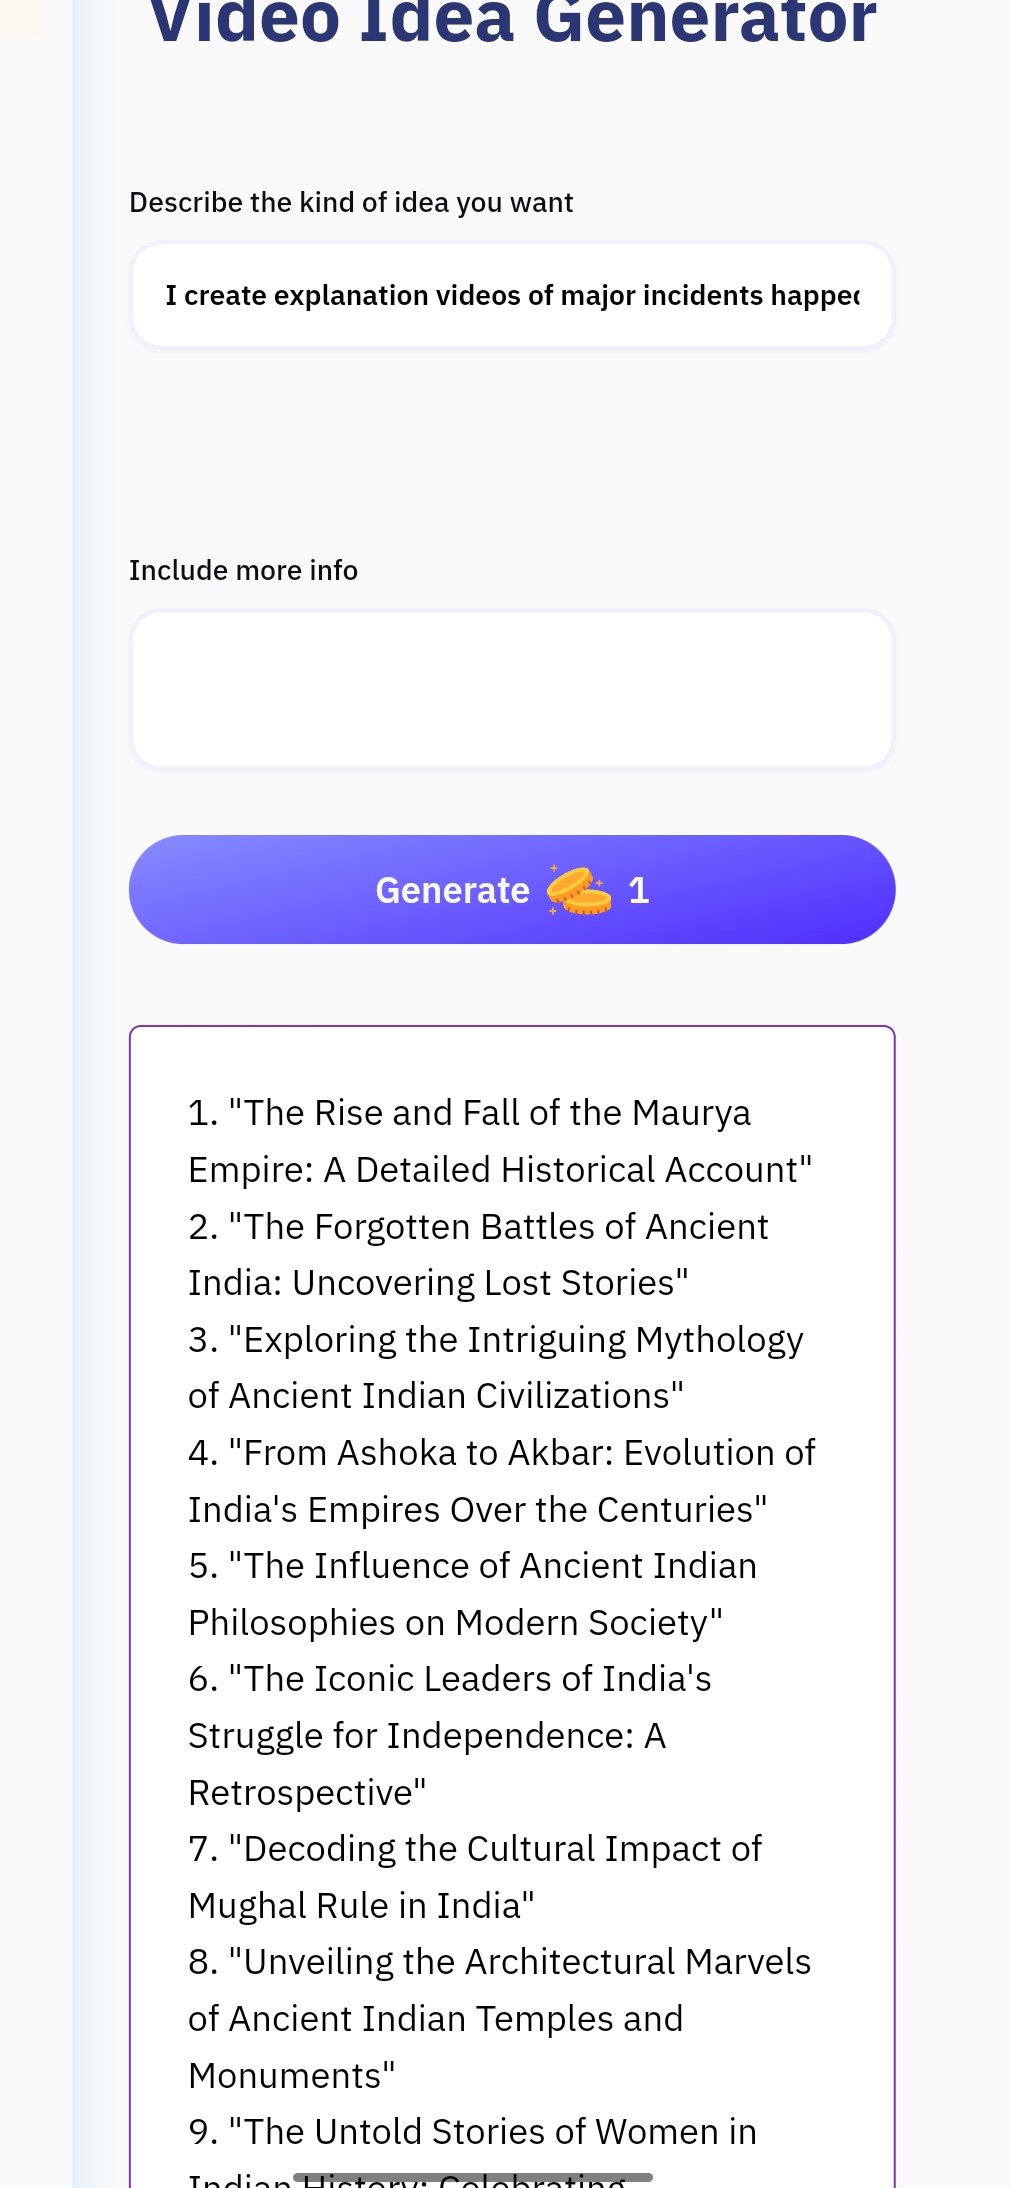 Video Idea Generator
Describe the kind of idea you want
I create explanation videos of major incidents
Include more info
Generate 1
1. "The Rise and Fall of the Maurya
Empire: A Detailed Historical Account"
2. "The Forgotten Battles of Ancient
India: Uncovering Lost Stories"
3. "Exploring the Intriguing Mythology
of Ancient Indian Civilizations"
4. "From Ashoka to Akbar: Evolution of
India's Empires Over the Centuries"
5. "The Influence of Ancient Indian
Philosophies on Modern Society"
6. "The Iconic Leaders of India's
Struggle for Independence: A
Retrospective"
7. "Decoding the Cultural Impact of
Mughal Rule in India"
8. "Unveiling the Architectural Marvels
of Ancient Indian Temples and
Monuments"
9. "The Untold Stories of Women in
Indian History: Celebrating